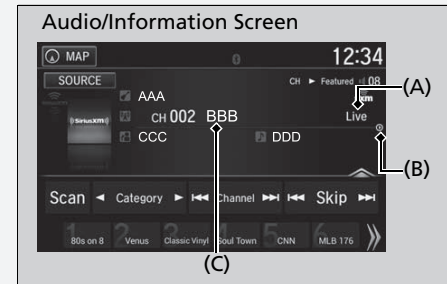 Audio/Information Screen
MAP
12:34
SOURCE
CH ► Featured 08
AAA
(A)
((SiriusXM))
CH 002 BBB
xm
Live
CCC
DDD
(B)
Scan ◄ Category ► |◄◄ Channel ►►| |◄◄ Skip ►►|
1 80s on 8 2 Venus 3 Classic Vinyl 4 Soul Town 5 CNN 6 MLB 176
(C)